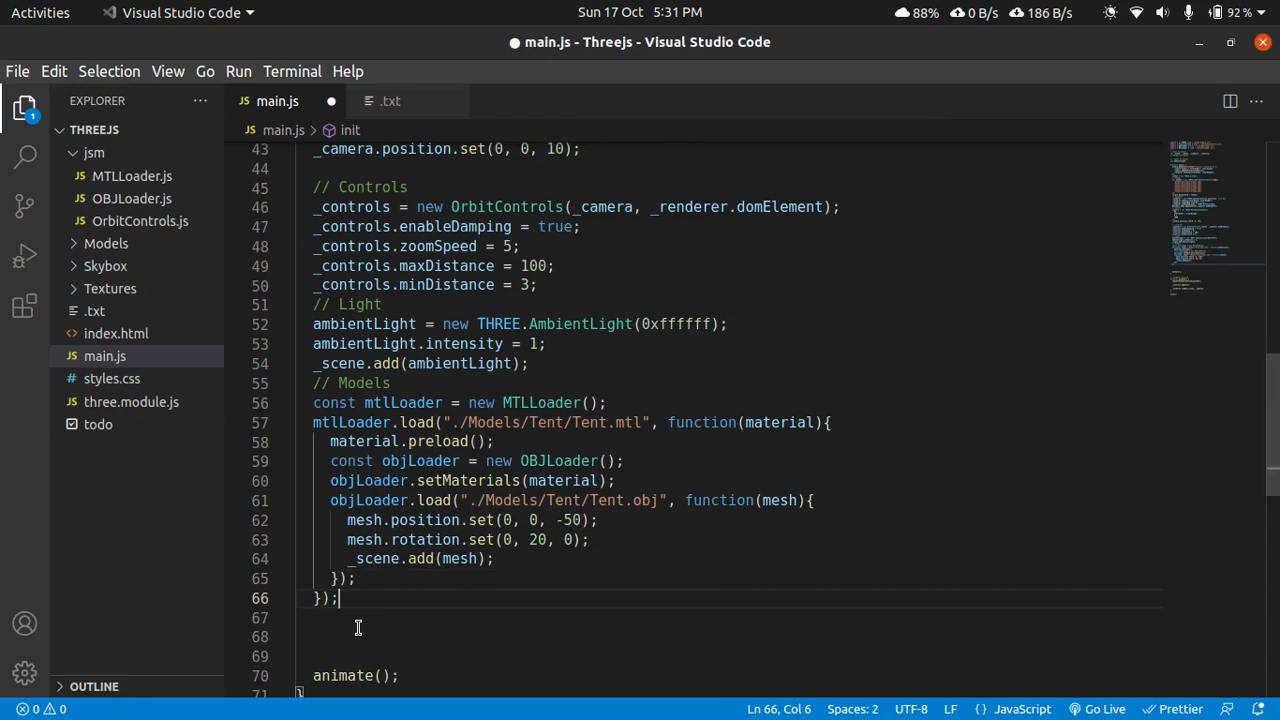 Activities Visual Studio Code Sun 17 Oct 5:31 PM 88% 0 B/s 186 B/s 92 %
main.js - Threejs - Visual Studio Code
File Edit Selection View Go Run Terminal Help
EXPLORER
1
THREEJS
jsm
MTLLoader.js
OBJLoader.js
OrbitControls.js
Models
Skybox
Textures
.txt
index.html
main.js
styles.css
three.module.js
todo
OUTLINE
JS main.js .txt
JS main.js > init
43 _camera.position.set(0, 0, 10);
44
45 // Controls
46 _controls = new OrbitControls(_camera, _renderer.domElement);
47 _controls.enableDamping = true;
48 _controls.zoomSpeed = 5;
49 _controls.maxDistance = 100;
50 _controls.minDistance = 3;
51 // Light
52 ambientLight = new THREE.AmbientLight(0xffffff);
53 ambientLight.intensity = 1;
54 _scene.add(ambientLight);
55 // Models
56 const mtlLoader = new MTLLoader();
57 mtlLoader.load("./Models/Tent/Tent.mtl", function(material){
58 material.preload();
59 const objLoader = new OBJLoader();
60 objLoader.setMaterials(material);
61 objLoader.load("./Models/Tent/Tent.obj", function(mesh){
62 mesh.position.set(0, 0, -50);
63 mesh.rotation.set(0, 20, 0);
64 _scene.add(mesh);
65 });
66 });
67
68
69
70 animate();
71 }
0 0 Ln 66, Col 6 Spaces: 2 UTF-8 LF {} JavaScript Go Live Prettier